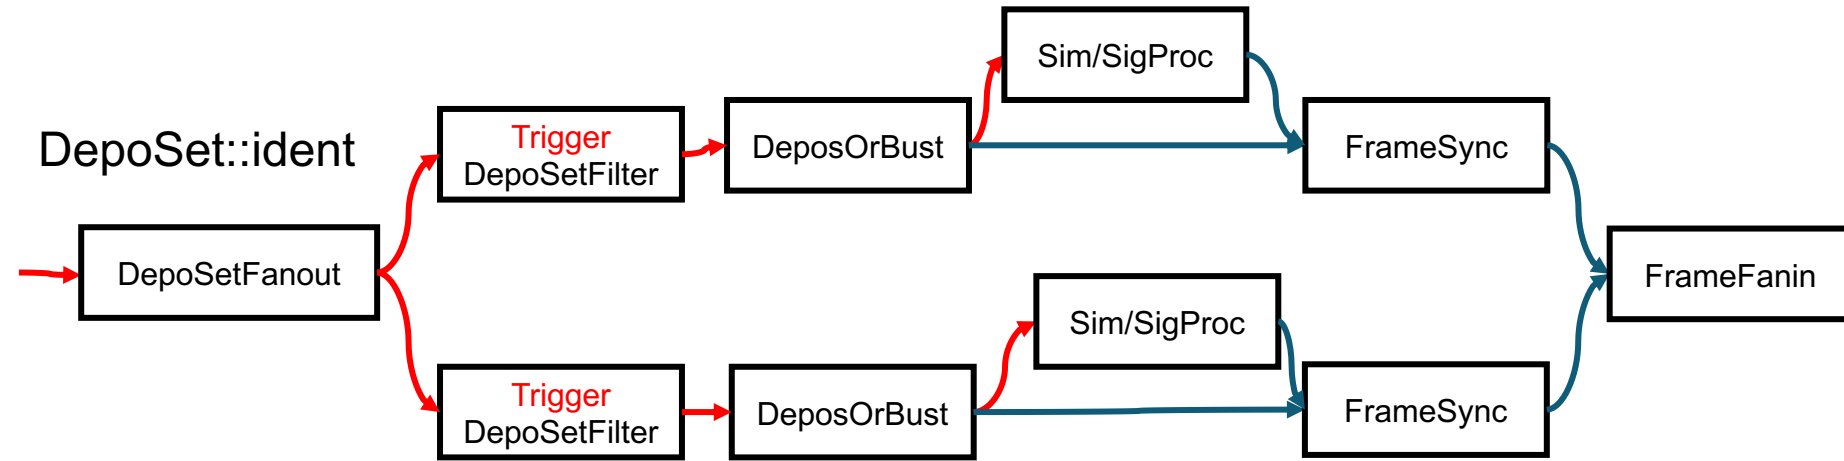 DepoSet::ident
DepoSetFanout
Trigger
DepoSetFilter
DeposOrBust
Sim/SigProc
FrameSync
Trigger
DepoSetFilter
DeposOrBust
Sim/SigProc
FrameSync
FrameFanin